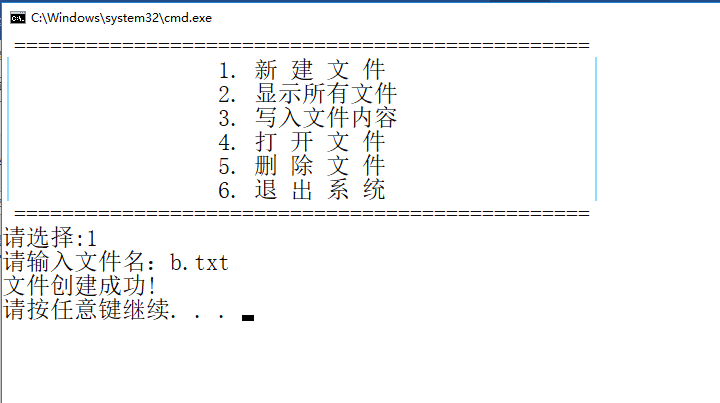 C:\Windows\system32\cmd.exe
================================================
1. 新 建 文 件
2. 显示所有文件
3. 写入文件内容
4. 打 开 文 件
5. 删 除 文 件
6. 退 出 系 统
================================================
请选择:1
请输入文件名：b.txt
文件创建成功!
请按任意键继续. . .